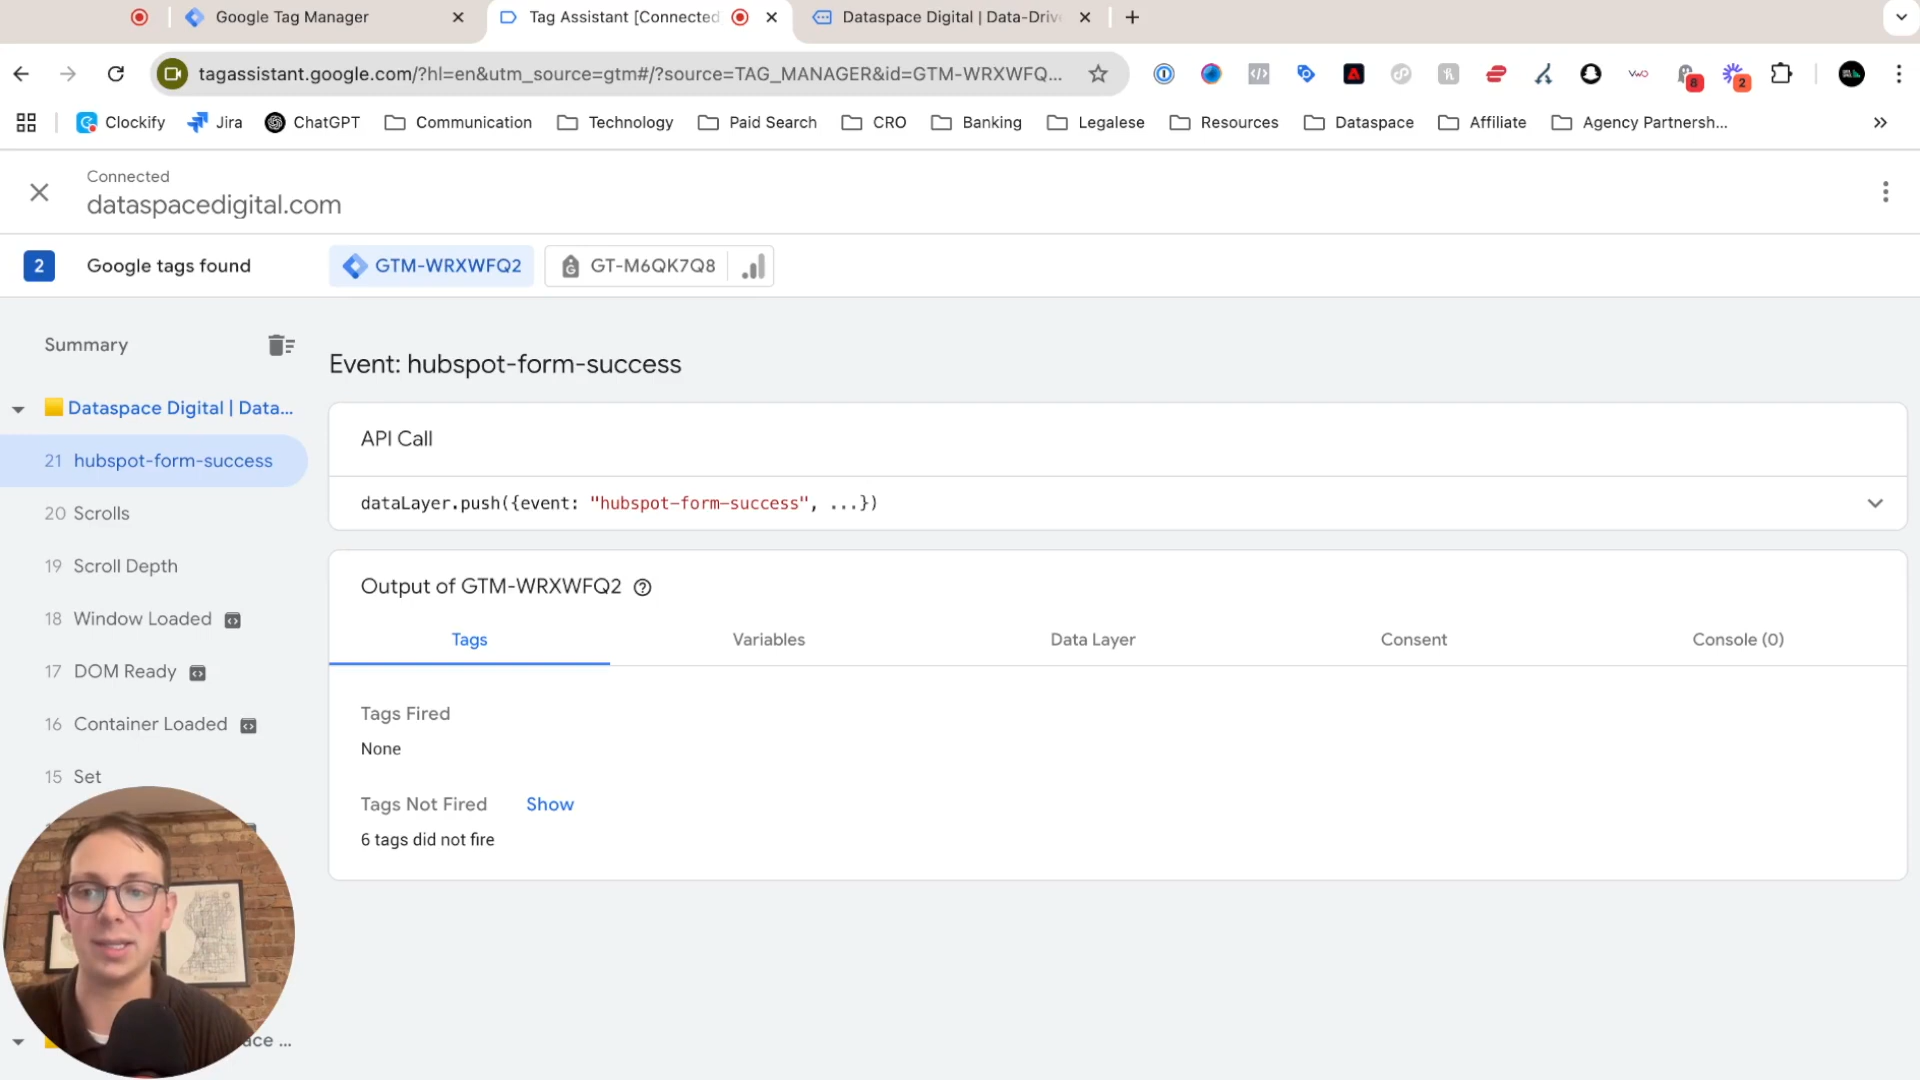 Google Tag Manager
Tag Assistant [Connected
Dataspace Digital | Data-Driv
tagassistant.google.com/?hl=en&utm_source=gtm#/?source=TAG_MANAGER&id=GTM-WRXWFQ...
8
2
Clockify
Jira
ChatGPT
Communication
Technology
Paid Search
CRO
Banking
Legalese
Resources
Dataspace
Affiliate
Agency Partnersh...
Connected
dataspacedigital.com
2
Google tags found
GTM-WRXWFQ2
GT-M6QK7Q8
Summary
Dataspace Digital | Data...
21 hubspot-form-success
20 Scrolls
19 Scroll Depth
18 Window Loaded
17 DOM Ready
16 Container Loaded
15 Set
ace ...
Event: hubspot-form-success
API Call
dataLayer.push({event: "hubspot-form-success", ...})
Output of GTM-WRXWFQ2
Tags
Variables
Data Layer
Consent
Console (0)
Tags Fired
None
Tags Not Fired
Show
6 tags did not fire